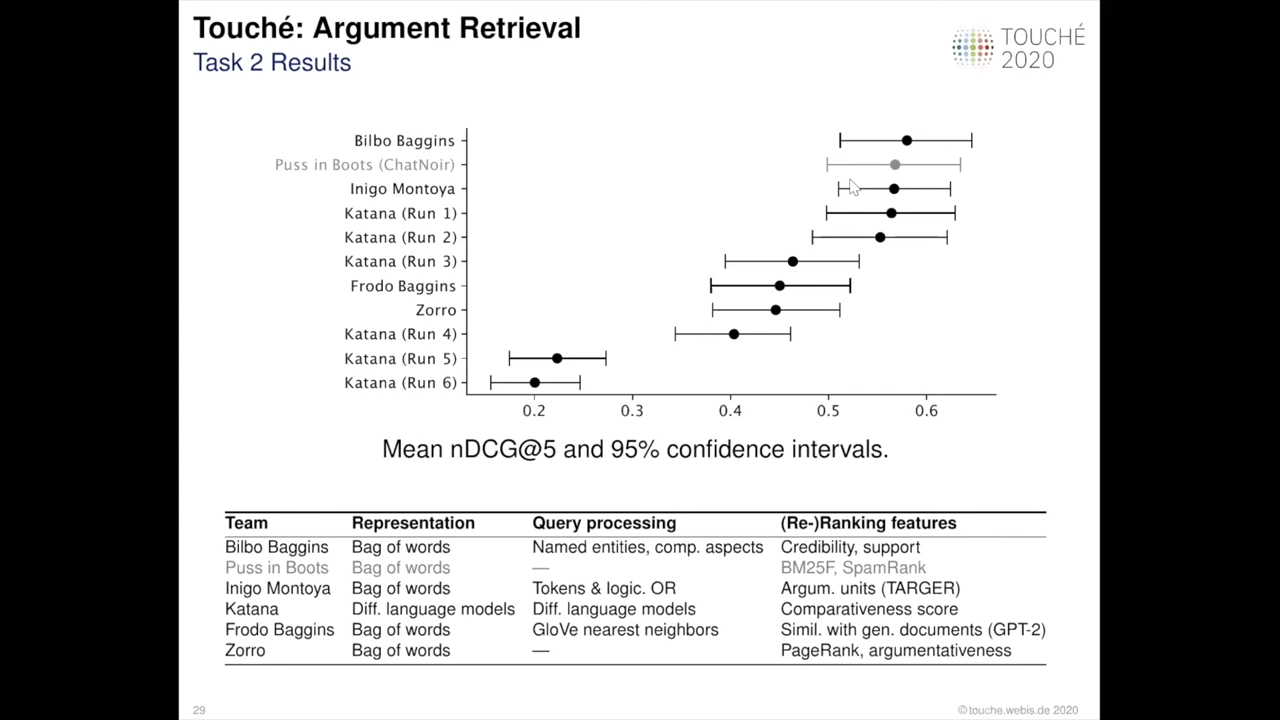 Touché: Argument Retrieval
Task 2 Results
TOUCHÉ
2020
Bilbo Baggins
Puss in Boots (ChatNoir)
Inigo Montoya
Katana (Run 1)
Katana (Run 2)
Katana (Run 3)
Frodo Baggins
Zorro
Katana (Run 4)
Katana (Run 5)
Katana (Run 6)
0.2 0.3 0.4 0.5 0.6
Mean nDCG@5 and 95% confidence intervals.
Team Representation Query processing (Re-)Ranking features
Bilbo Baggins Bag of words Named entities, comp. aspects Credibility, support
Puss in Boots Bag of words — BM25F, SpamRank
Inigo Montoya Bag of words Tokens & logic. OR Argum. units (TARGER)
Katana Diff. language models Diff. language models Comparativeness score
Frodo Baggins Bag of words GloVe nearest neighbors Simil. with gen. documents (GPT-2)
Zorro Bag of words — PageRank, argumentativeness
29 ©touche.webis.de 2020